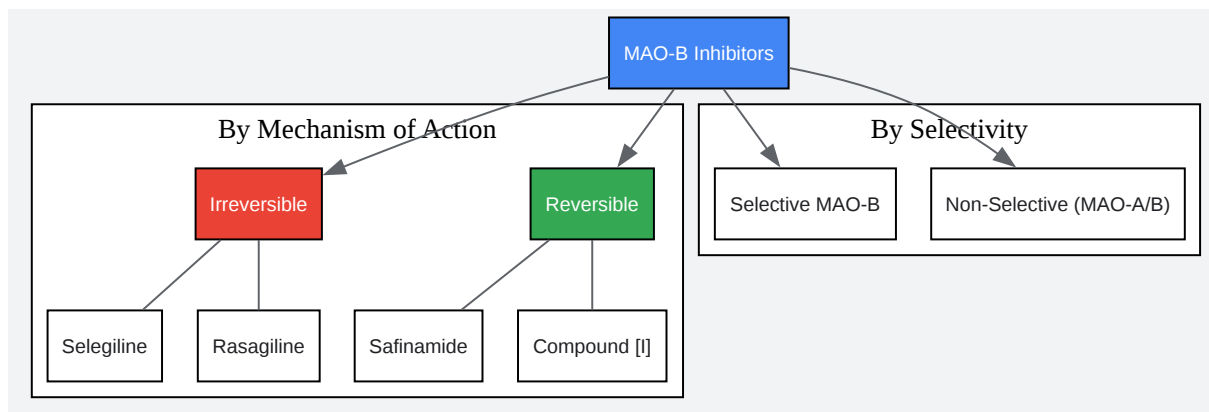 MAO-B Inhibitors
By Mechanism of Action
By Selectivity
Irreversible
Reversible
Selective MAO-B
Non-Selective (MAO-A/B)
Selegiline
Rasagiline
Safinamide
Compound [I]